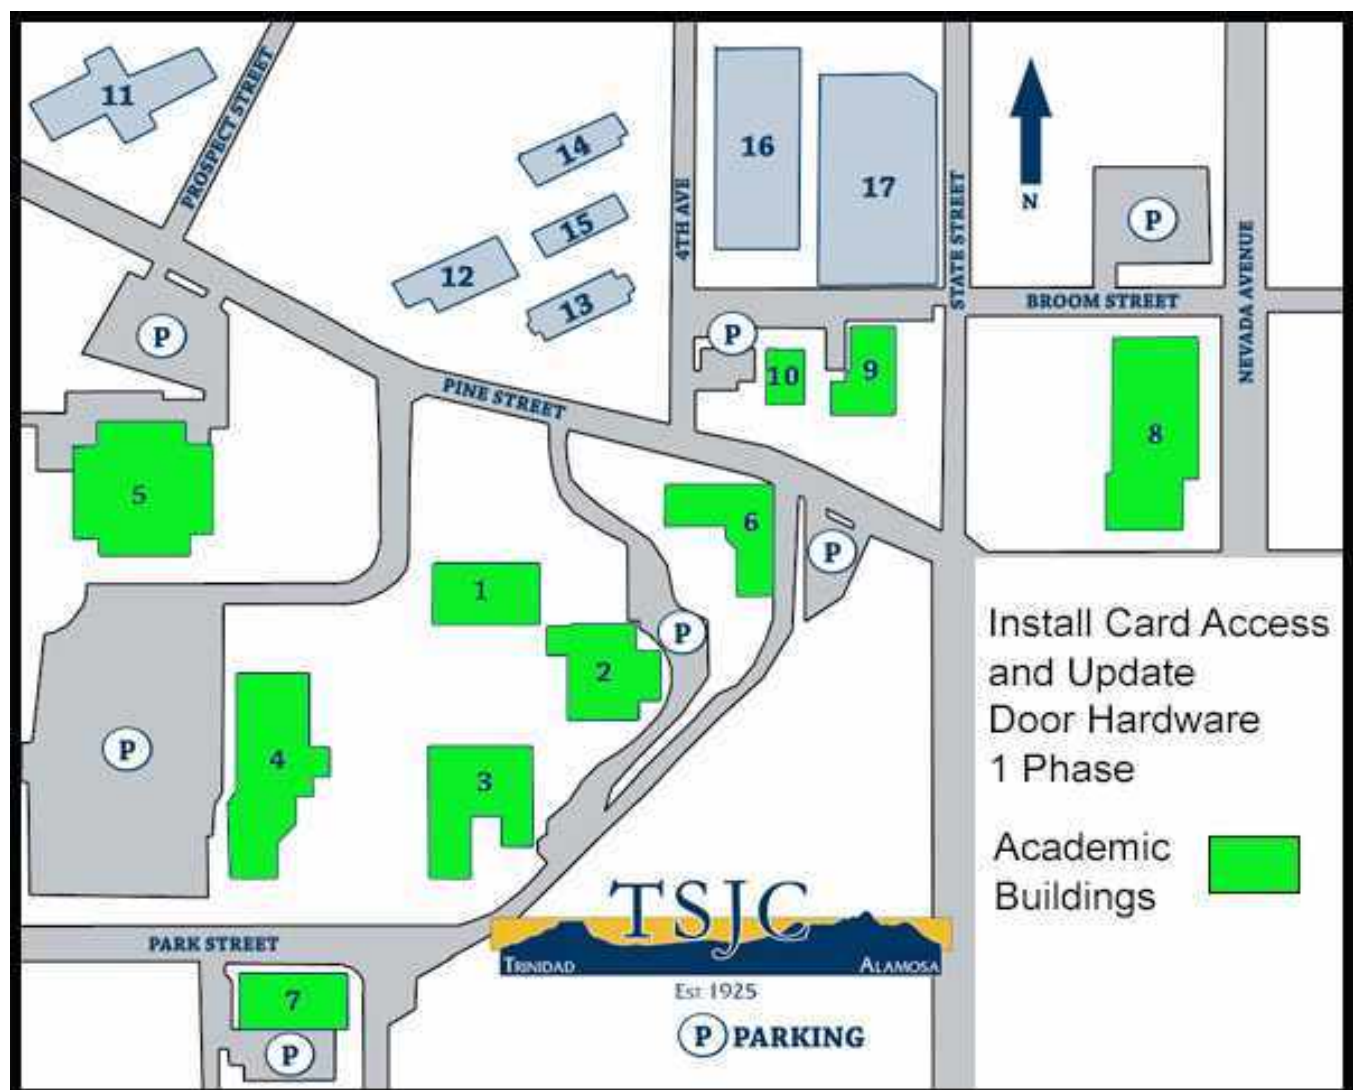 11
PROSPECT STREET
14
15
12
13
4TH AVE
16
17
STATE STREET
N
P
NEVADA AVENUE
BROOM STREET
P
P
10
9
8
PINE STREET
5
6
P
1
P
2
P
4
3
Install Card Access
and Update
Door Hardware
1 Phase
Academic
Buildings
TSJC
TRINIDAD ALAMOSA
Est 1925
P PARKING
PARK STREET
7
P